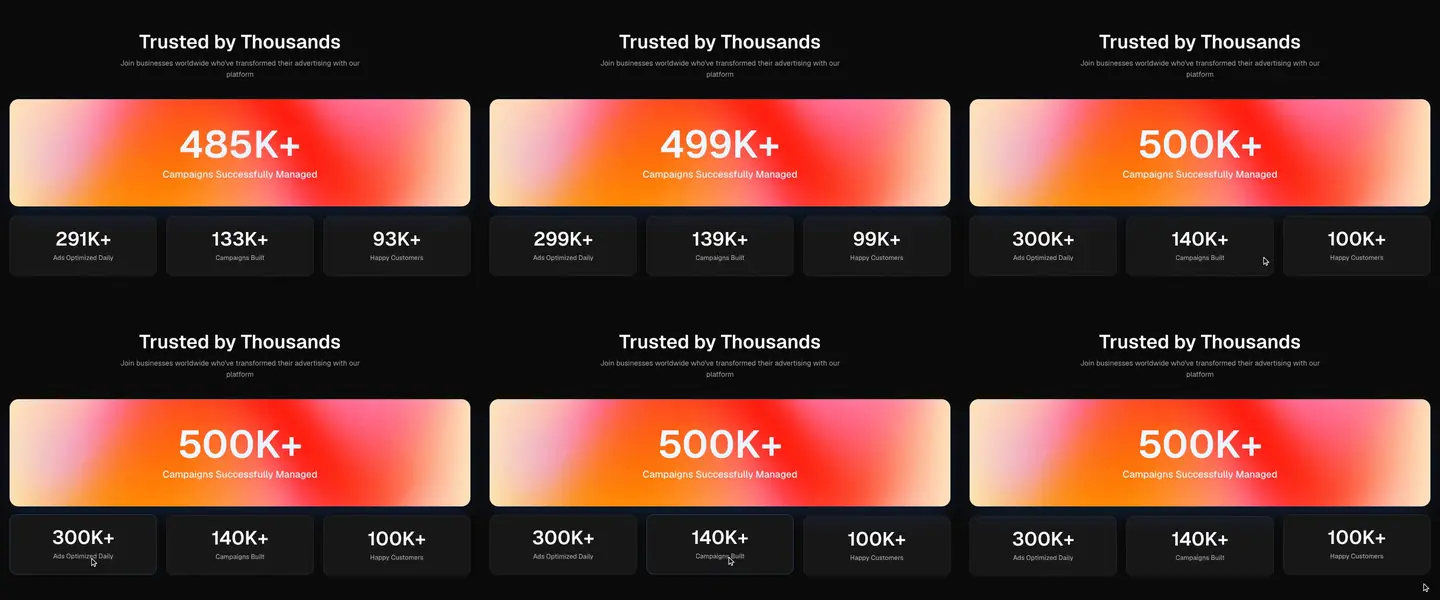 Trusted by Thousands
Join businesses worldwide who've transformed their advertising with our
platform
485K+
Campaigns Successfully Managed
291K+
Ads Optimized Daily
133K+
Campaigns Built
93K+
Happy Customers
Trusted by Thousands
Join businesses worldwide who've transformed their advertising with our
platform
499K+
Campaigns Successfully Managed
299K+
Ads Optimized Daily
139K+
Campaigns Built
99K+
Happy Customers
Trusted by Thousands
Join businesses worldwide who've transformed their advertising with our
platform
500K+
Campaigns Successfully Managed
300K+
Ads Optimized Daily
140K+
Campaigns Built
100K+
Happy Customers
Trusted by Thousands
Join businesses worldwide who've transformed their advertising with our
platform
500K+
Campaigns Successfully Managed
300K+
Ads Optimized Daily
140K+
Campaigns Built
100K+
Happy Customers
Trusted by Thousands
Join businesses worldwide who've transformed their advertising with our
platform
500K+
Campaigns Successfully Managed
300K+
Ads Optimized Daily
140K+
Campaigns Built
100K+
Happy Customers
Trusted by Thousands
Join businesses worldwide who've transformed their advertising with our
platform
500K+
Campaigns Successfully Managed
300K+
Ads Optimized Daily
140K+
Campaigns Built
100K+
Happy Customers